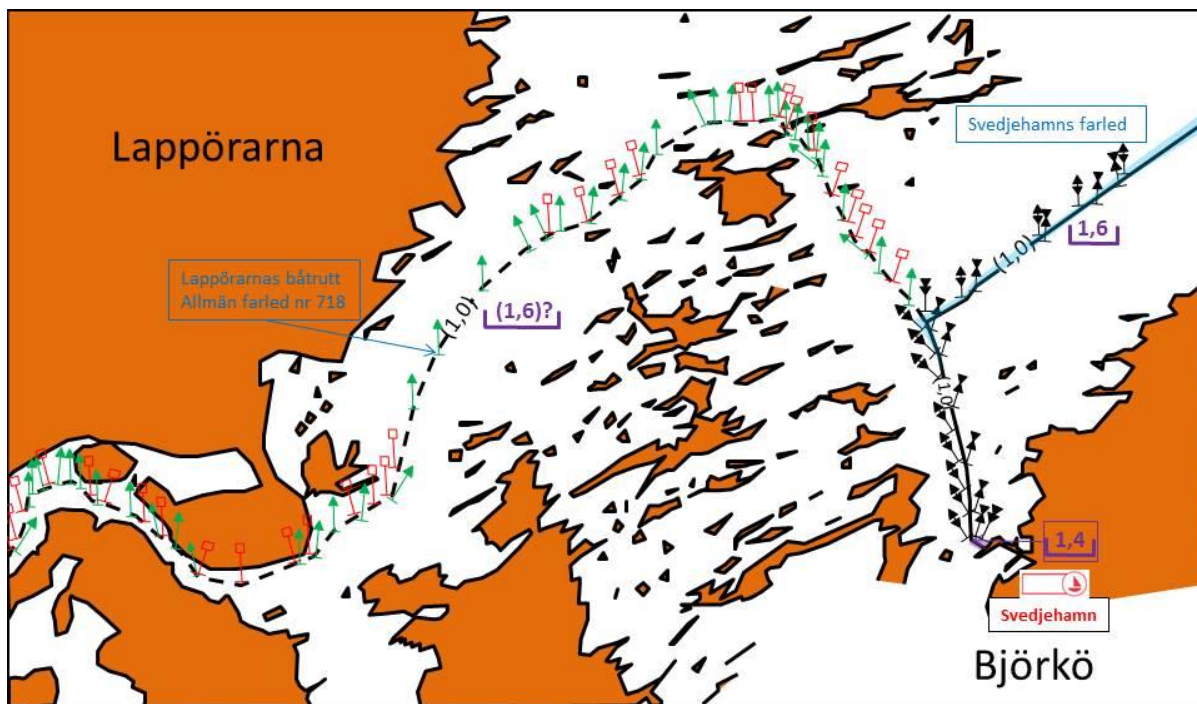 Lappörarna
Svedjehamns farled
1,6
(1,0)
Lappörarnas båtrutt
Allmän farled nr 718
(1,0)
(1,6)?
(1,0)
1,4
Svedjehamn
Björkö